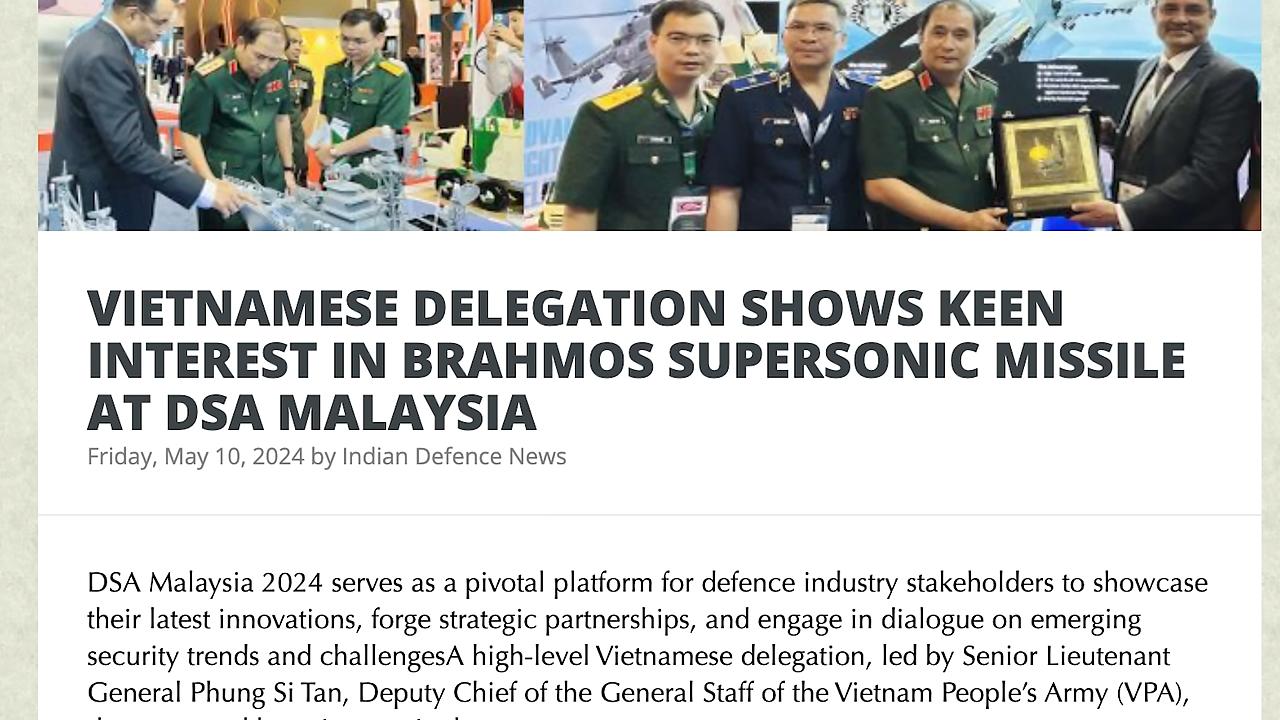 VIETNAMESE DELEGATION SHOWS KEEN
INTEREST IN BRAHMOS SUPERSONIC MISSILE
AT DSA MALAYSIA
Friday, May 10, 2024 by Indian Defence News
DSA Malaysia 2024 serves as a pivotal platform for defence industry stakeholders to showcase
their latest innovations, forge strategic partnerships, and engage in dialogue on emerging
security trends and challengesA high-level Vietnamese delegation, led by Senior Lieutenant
General Phung Si Tan, Deputy Chief of the General Staff of the Vietnam People's Army (VPA),